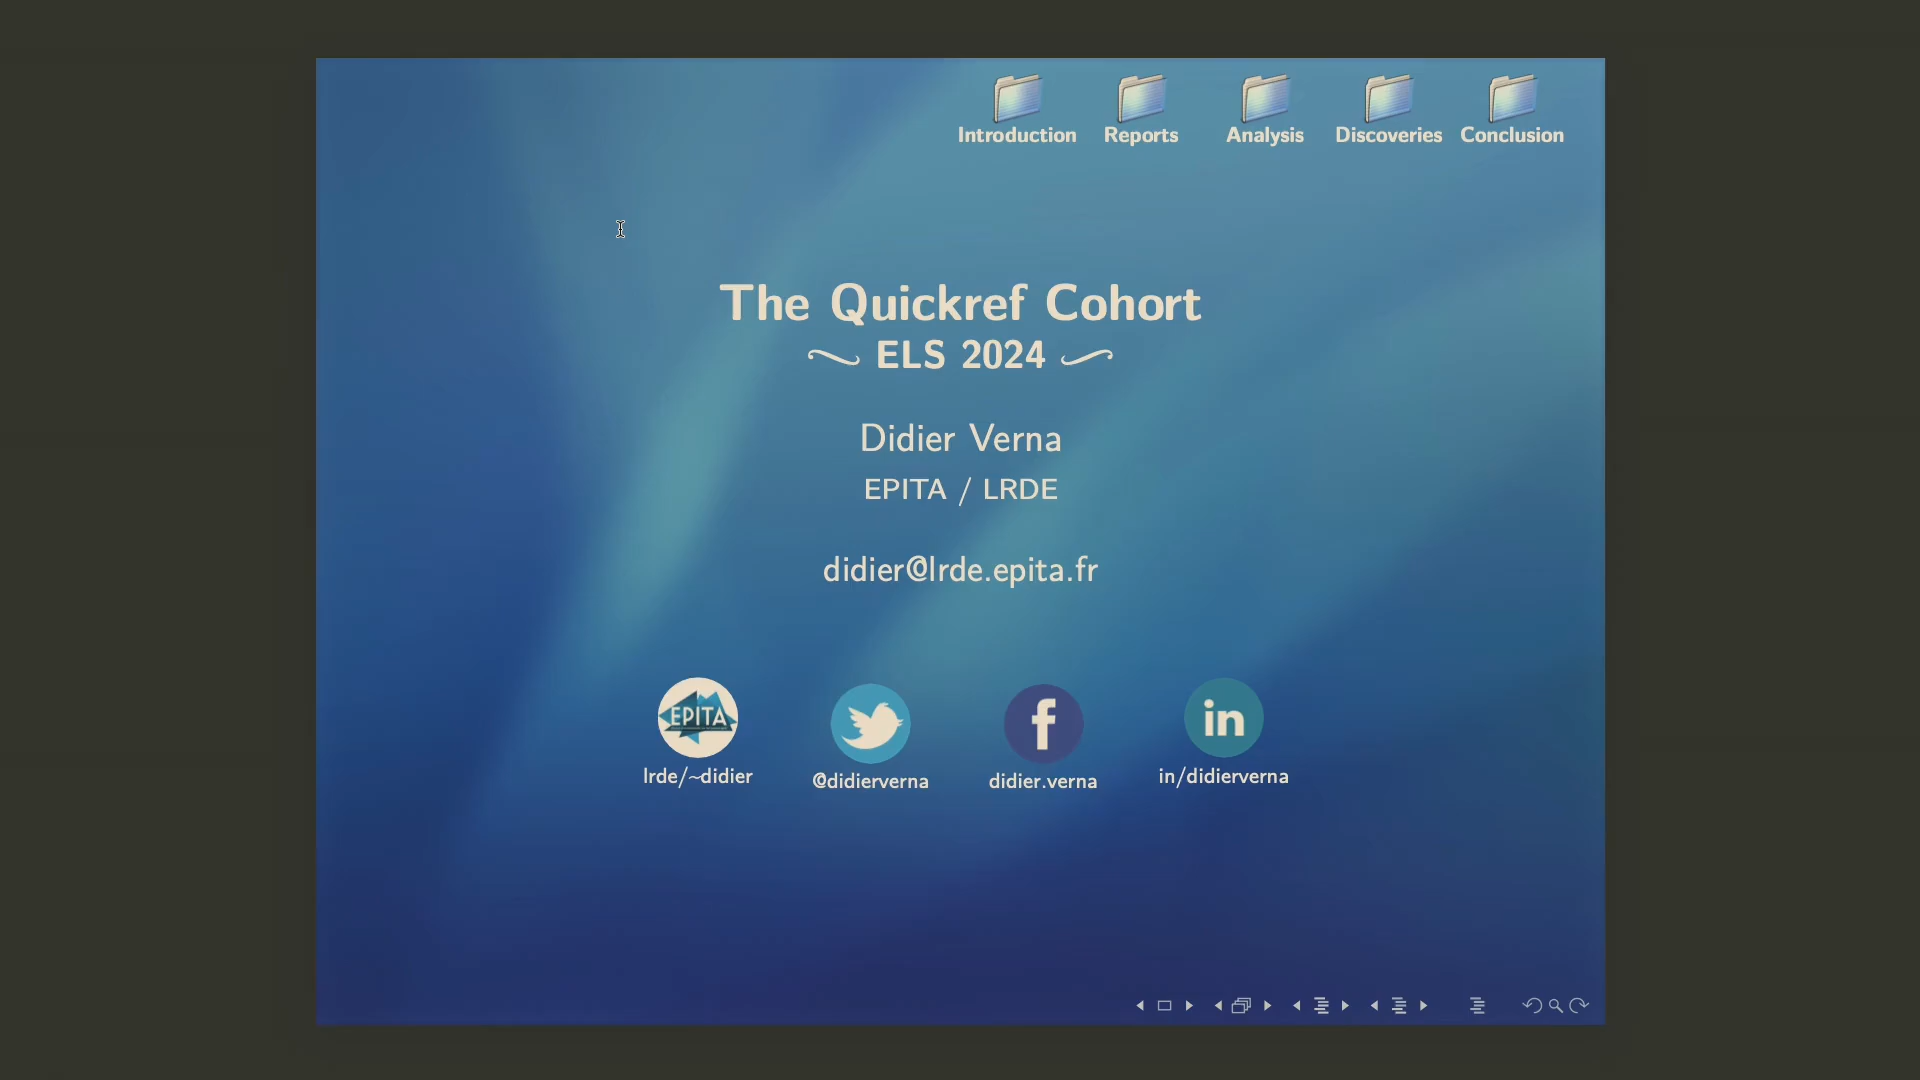 Introduction Reports Analysis Discoveries Conclusion
The Quickref Cohort
ELS 2024
Didier Verna
EPITA / LRDE
didier@lrde.epita.fr
EPITA
f
in
lrde/~didier
@didierverna
didier.verna
in/didierverna